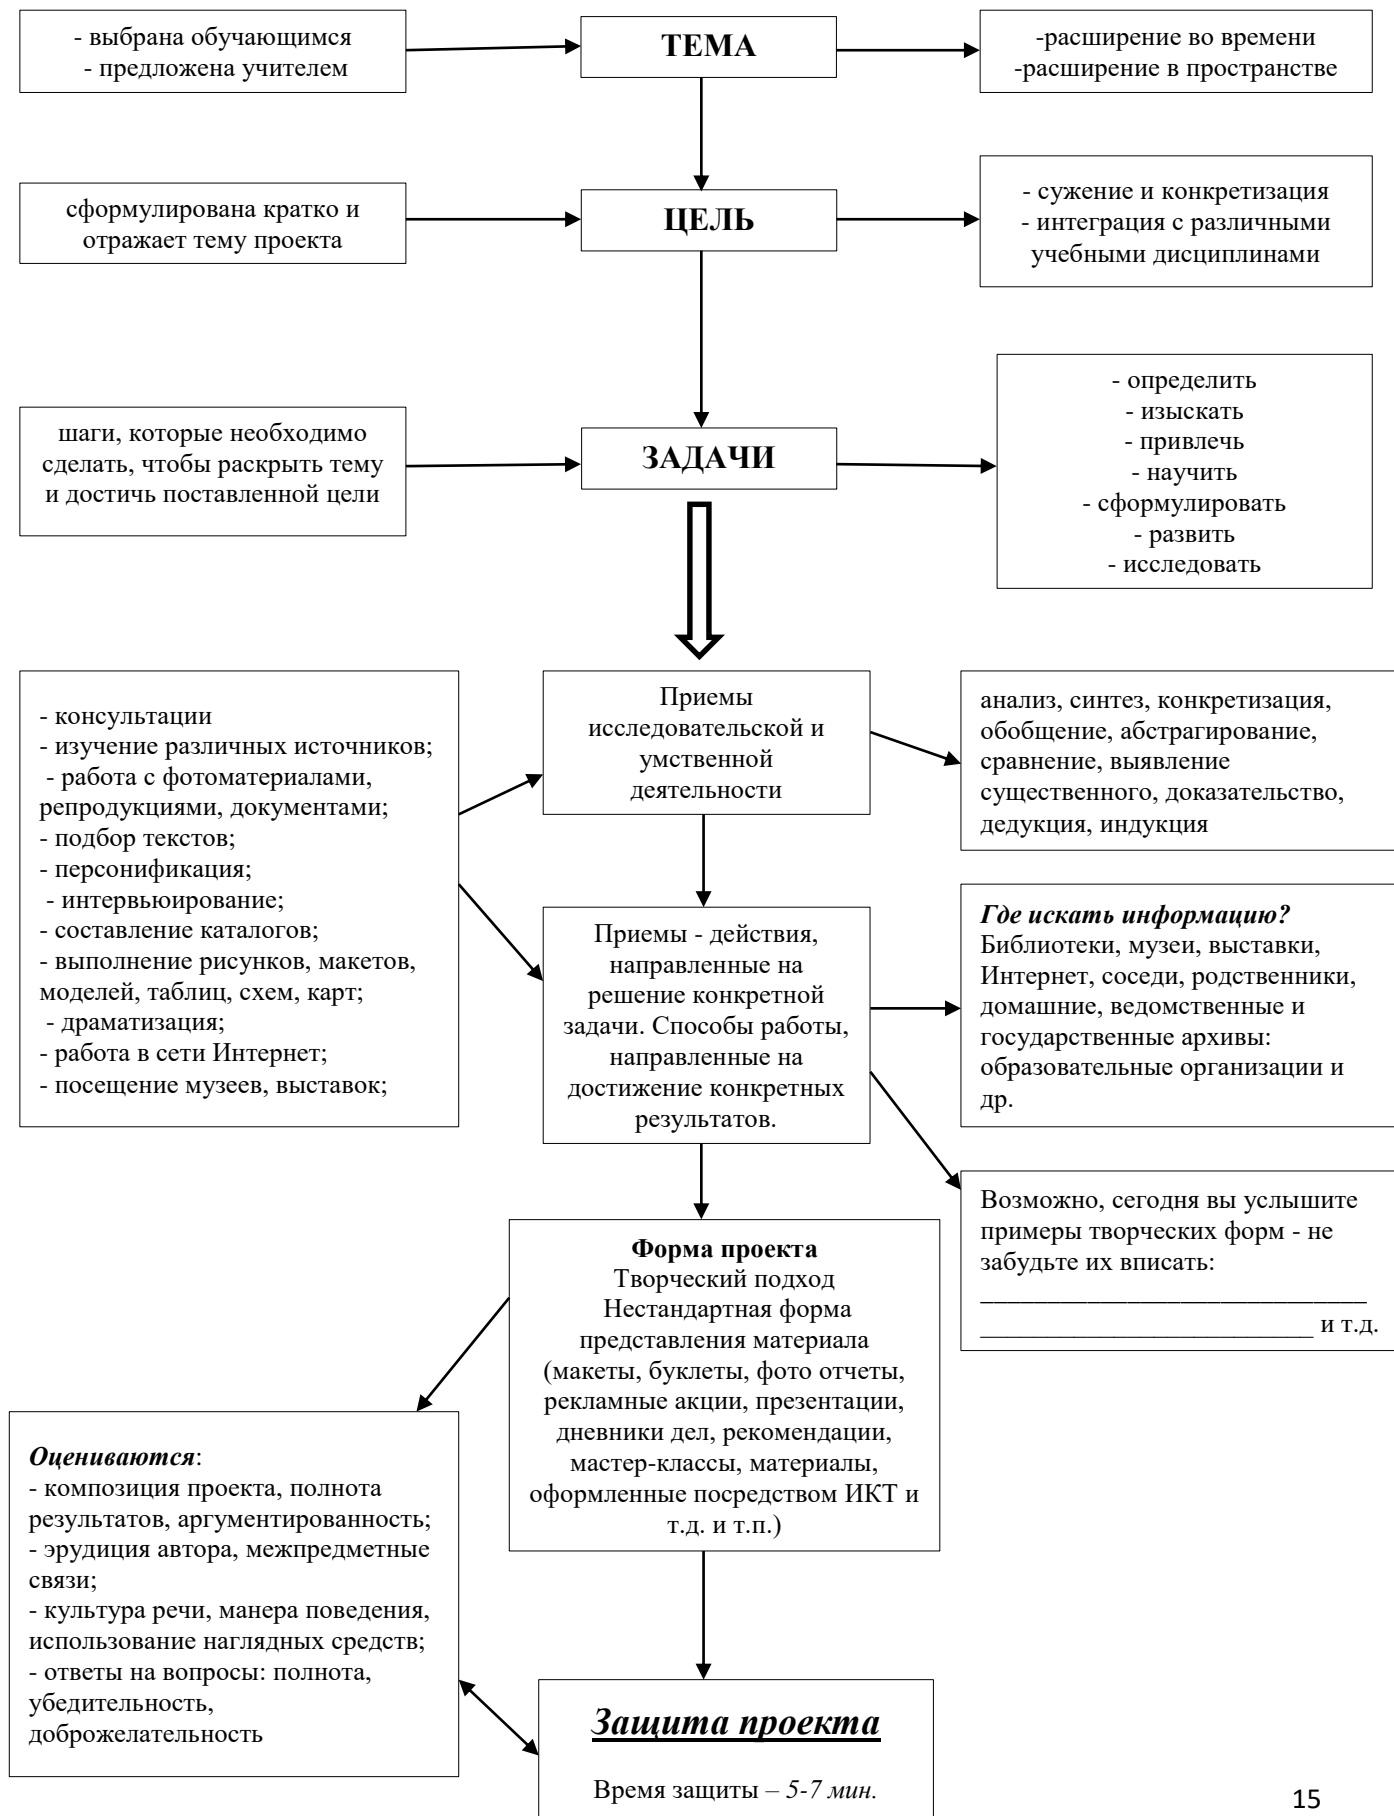 - выбрана обучающимся
- предложена учителем
ТЕМА
-расширение во времени
-расширение в пространстве
сформулирована кратко и
отражает тему проекта
ЦЕЛЬ
- сужение и конкретизация
- интеграция с различными
учебными дисциплинами
шаги, которые необходимо
сделать, чтобы раскрыть тему
и достичь поставленной цели
ЗАДАЧИ
- определить
- изыскать
- привлечь
- научить
- сформулировать
- развить
- исследовать
- консультации
- изучение различных источников;
- работа с фотоматериалами,
репродукциями, документами;
- подбор текстов;
- персонификация;
- интервьюирование;
- составление каталогов;
- выполнение рисунков, макетов,
моделей, таблиц, схем, карт;
- драматизация;
- работа в сети Интернет;
- посещение музеев, выставок;
Приемы
исследовательской и
умственной
деятельности
анализ, синтез, конкретизация,
обобщение, абстрагирование,
сравнение, выявление
существенного, доказательство,
дедукция, индукция
Приемы - действия,
направленные на
решение конкретной
задачи. Способы работы,
направленные на
достижение конкретных
результатов.
Где искать информацию?
Библиотеки, музеи, выставки,
Интернет, соседи, родственники,
домашние, ведомственные и
государственные архивы:
образовательные организации и
др.
Возможно, сегодня вы услышите
примеры творческих форм - не
забудьте их вписать:
_____________________________
_________________________ и т.д.
Форма проекта
Творческий подход
Нестандартная форма
представления материала
(макеты, буклеты, фото отчеты,
рекламные акции, презентации,
дневники дел, рекомендации,
мастер-классы, материалы,
оформленные посредством ИКТ и
т.д. и т.п.)
Оцениваются:
- композиция проекта, полнота
результатов, аргументированность;
- эрудиция автора, межпредметные
связи;
- культура речи, манера поведения,
использование наглядных средств;
- ответы на вопросы: полнота,
убедительность,
доброжелательность
Защита проекта
Время защиты – 5-7 мин.
15